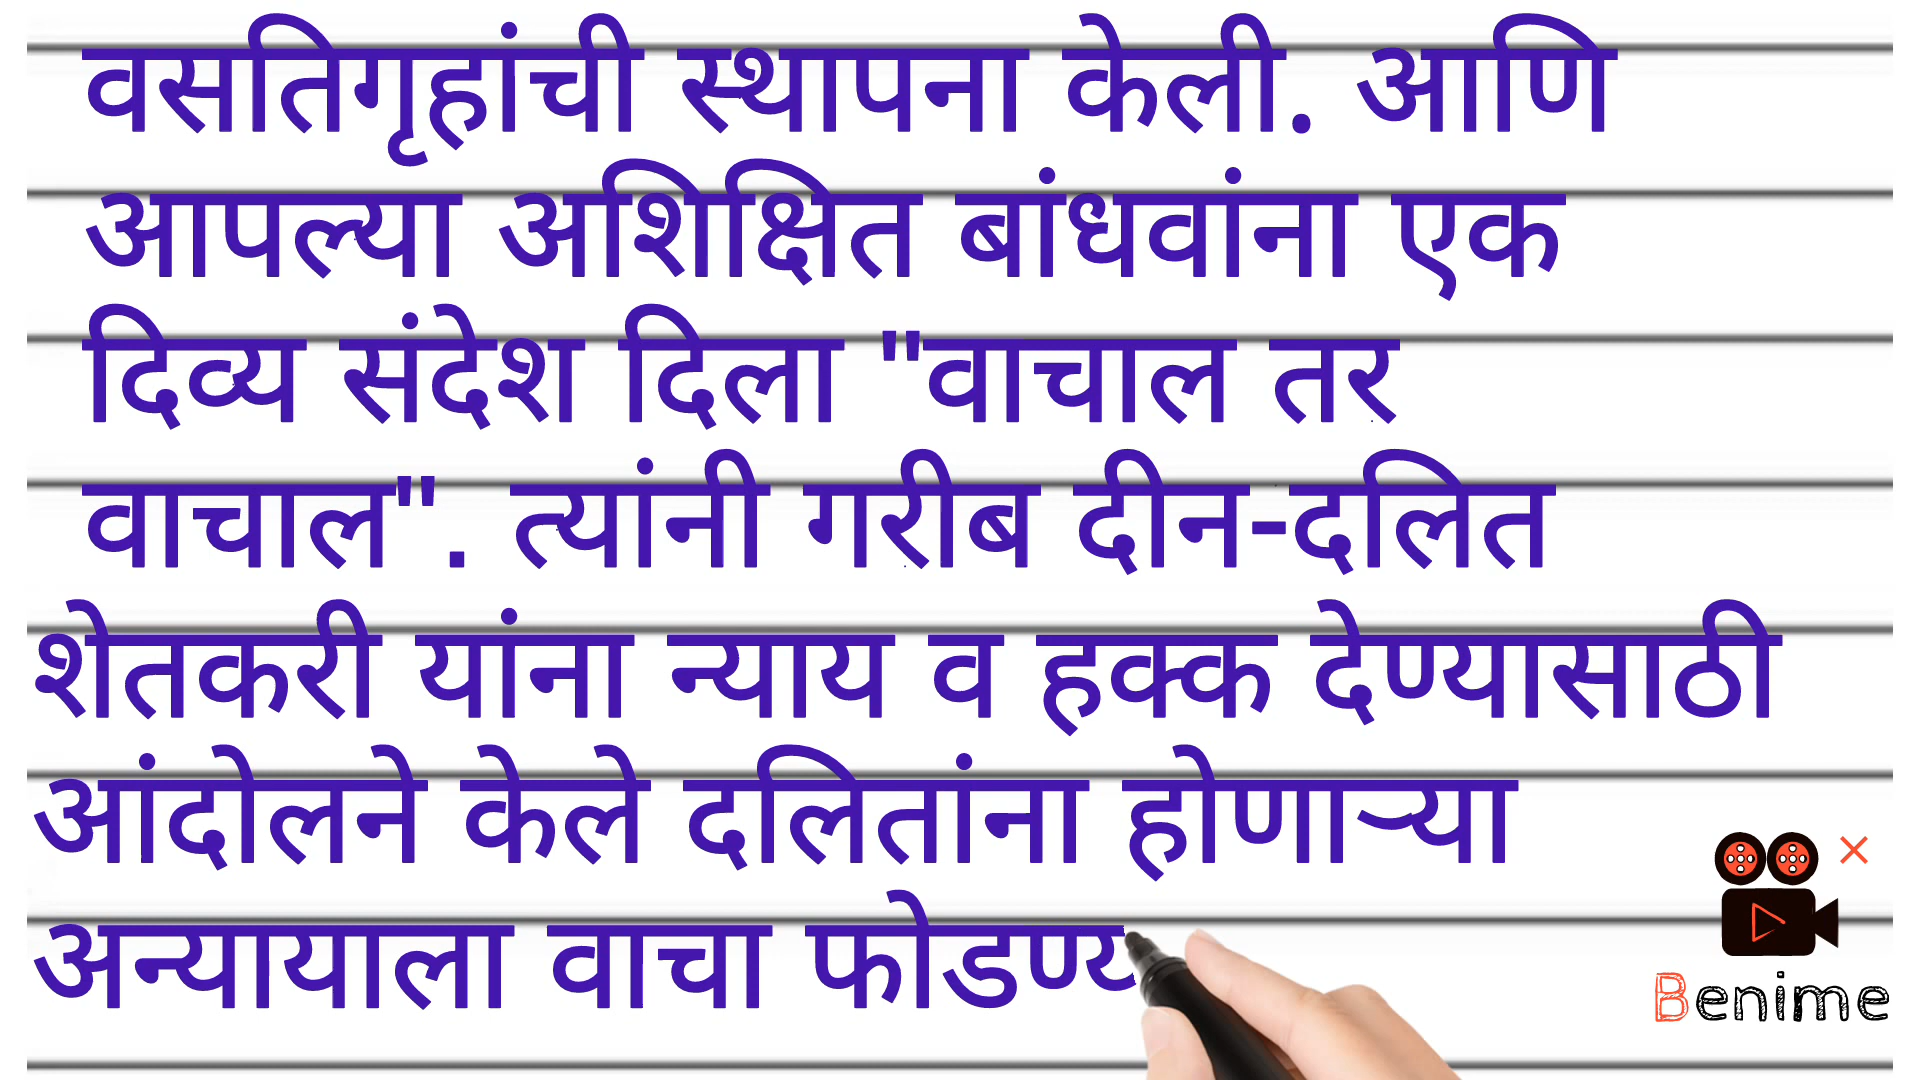 वसतिगृहांची स्थापना केली. आणि
आपल्या अशिक्षित बांधवांना एक
दिव्य संदेश दिला "वाचाल तर
वाचाल". त्यांनी गरीब दीन-दलित
शेतकरी यांना न्याय व हक्क देण्यासाठी
आंदोलने केले दलितांना होणाऱ्या
अन्यायाला वाचा फोडण्य
Benime